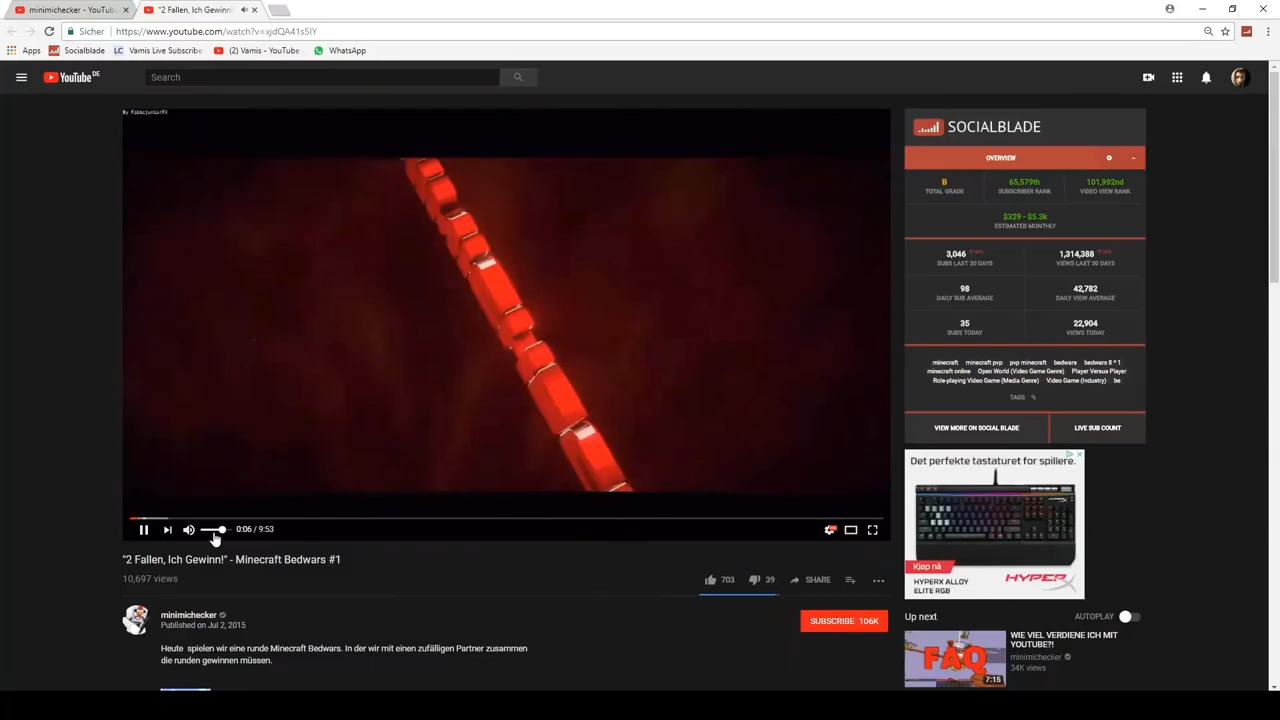 minimichecker - YouTub
"2 Fallen, Ich Gewinn!
Sicher
https://www.youtube.com/watch?v=xjdQA41s5IY
Apps
Socialblade
Vamis Live Subscribe
(2) Vamis - YouTube
WhatsApp
YouTube DE
Search
By FabbojuniorFX
SOCIALBLADE
OVERVIEW
B
TOTAL GRADE
65,579th
SUBSCRIBER RANK
101,992nd
VIDEO VIEW RANK
$329 - $5.3k
ESTIMATED MONTHLY
3,046
SUBS LAST 30 DAYS
1,314,388
VIEWS LAST 30 DAYS
98
DAILY SUB AVERAGE
42,782
DAILY VIEW AVERAGE
35
SUBS TODAY
22,904
VIEWS TODAY
minecraft minecraft pvp pvp minecraft bedwars bedwars 8 * 1
minecraft online Open World (Video Game Genre) Player Versus Player
Role-playing Video Game (Media Genre) Video Game (Industry) be
TAGS
VIEW MORE ON SOCIAL BLADE
LIVE SUB COUNT
Det perfekte tastaturet for spillere.
Kjøp nå
HYPERX ALLOY
ELITE RGB
HYPERX
0:06 / 9:53
"2 Fallen, Ich Gewinn!" - Minecraft Bedwars #1
10,697 views
703
39
SHARE
minimichecker
Published on Jul 2, 2015
SUBSCRIBE 106K
Heute spielen wir eine runde Minecraft Bedwars. In der wir mit einen zufälligen Partner zusammen
die runden gewinnen müssen.
Up next
AUTOPLAY
FAQ
7:15
WIE VIEL VERDIENE ICH MIT
YOUTUBE?!
minimichecker
34K views